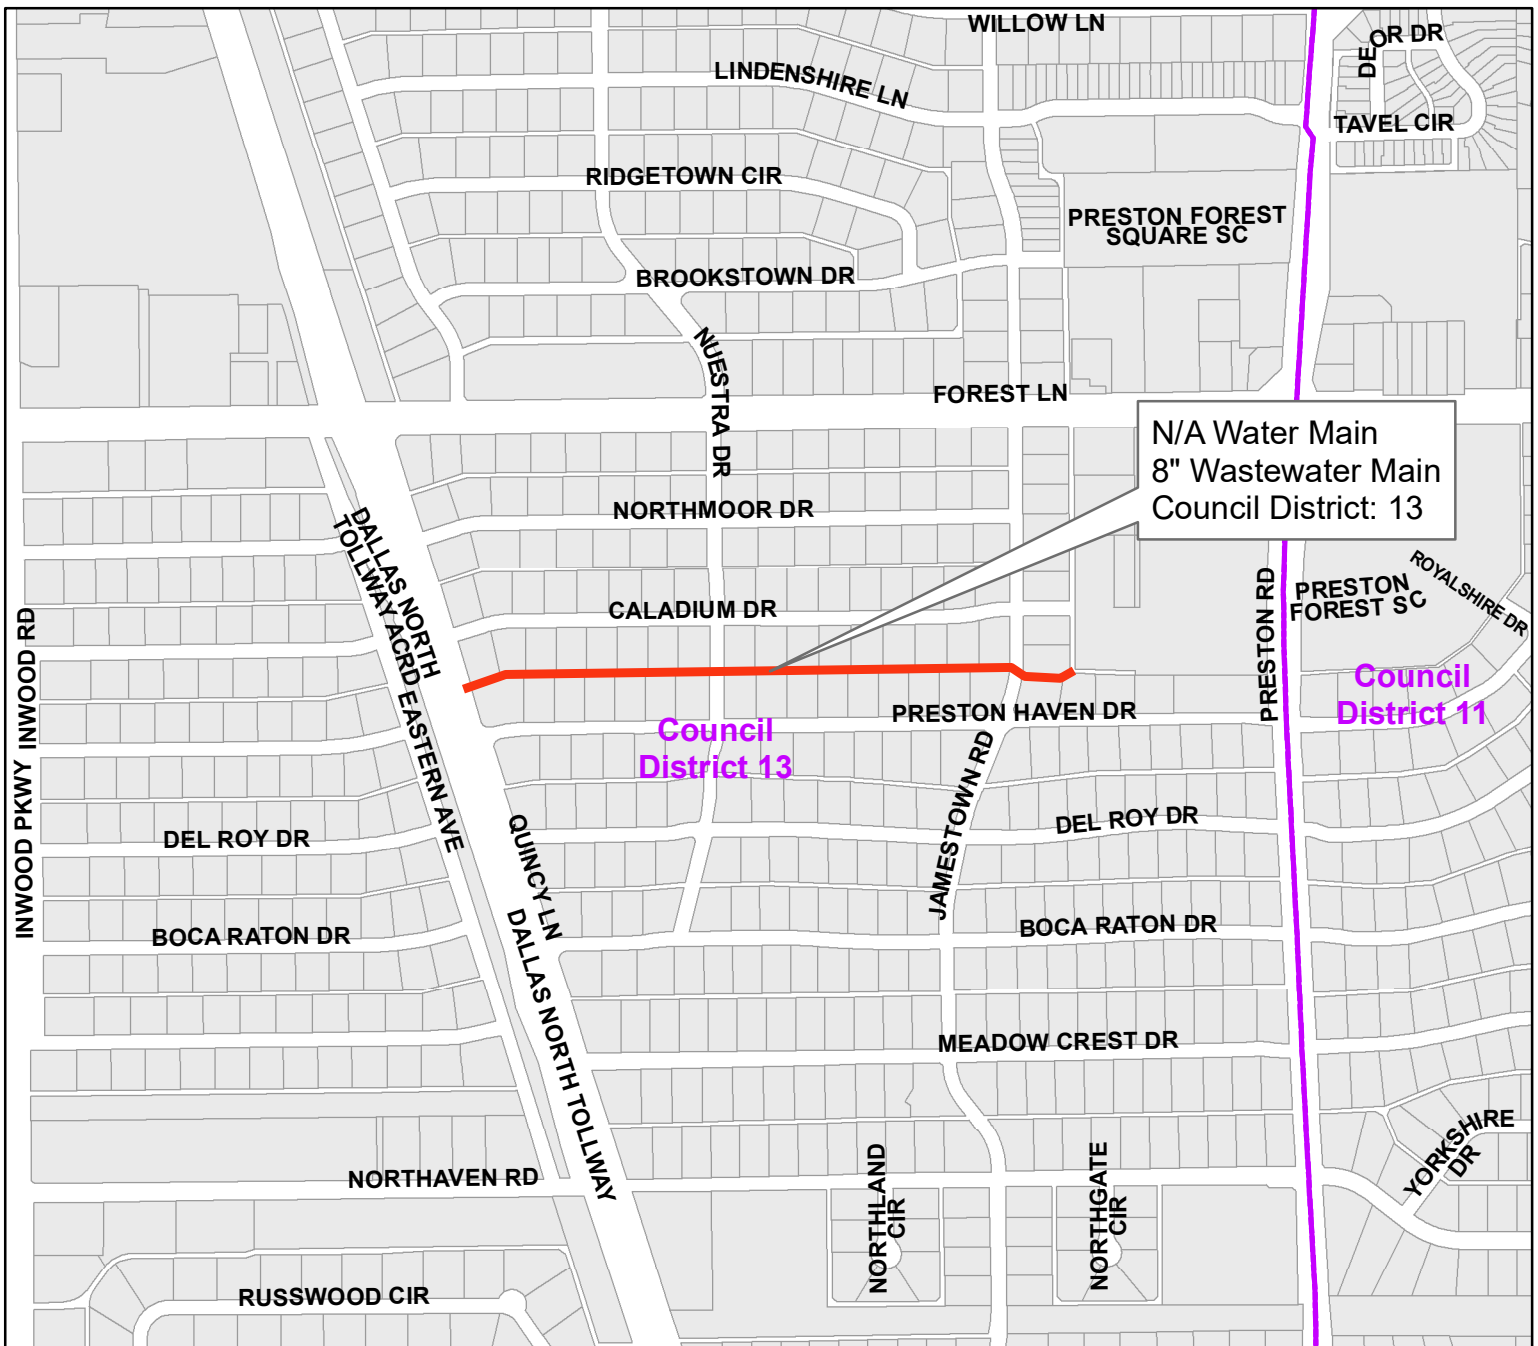 WILLOW LN
DEOR DR
LINDENSHIRE LN
TAVEL CIR
RIDGETOWN CIR
PRESTON FOREST
SQUARE SC
BROOKSTOWN DR
NUESTRA DR
FOREST LN
N/A Water Main
8" Wastewater Main
Council District: 13
NORTHMOOR DR
DALLAS NORTH
TOLLWAY ACRD
EASTERN AVE
ROYALSHIRE DR
PRESTON
FOREST SC
CALADIUM DR
PRESTON RD
INWOOD PKWY
INWOOD RD
Council
District 11
PRESTON HAVEN DR
Council
District 13
JAMESTOWN RD
DEL ROY DR
DEL ROY DR
QUINCY LN
BOCA RATON DR
BOCA RATON DR
DALLAS NORTH TOLLWAY
MEADOW CREST DR
YORKSHIRE
DR
NORTHAVEN RD
NORTHLAND
CIR
NORTHGATE
CIR
RUSSWOOD CIR